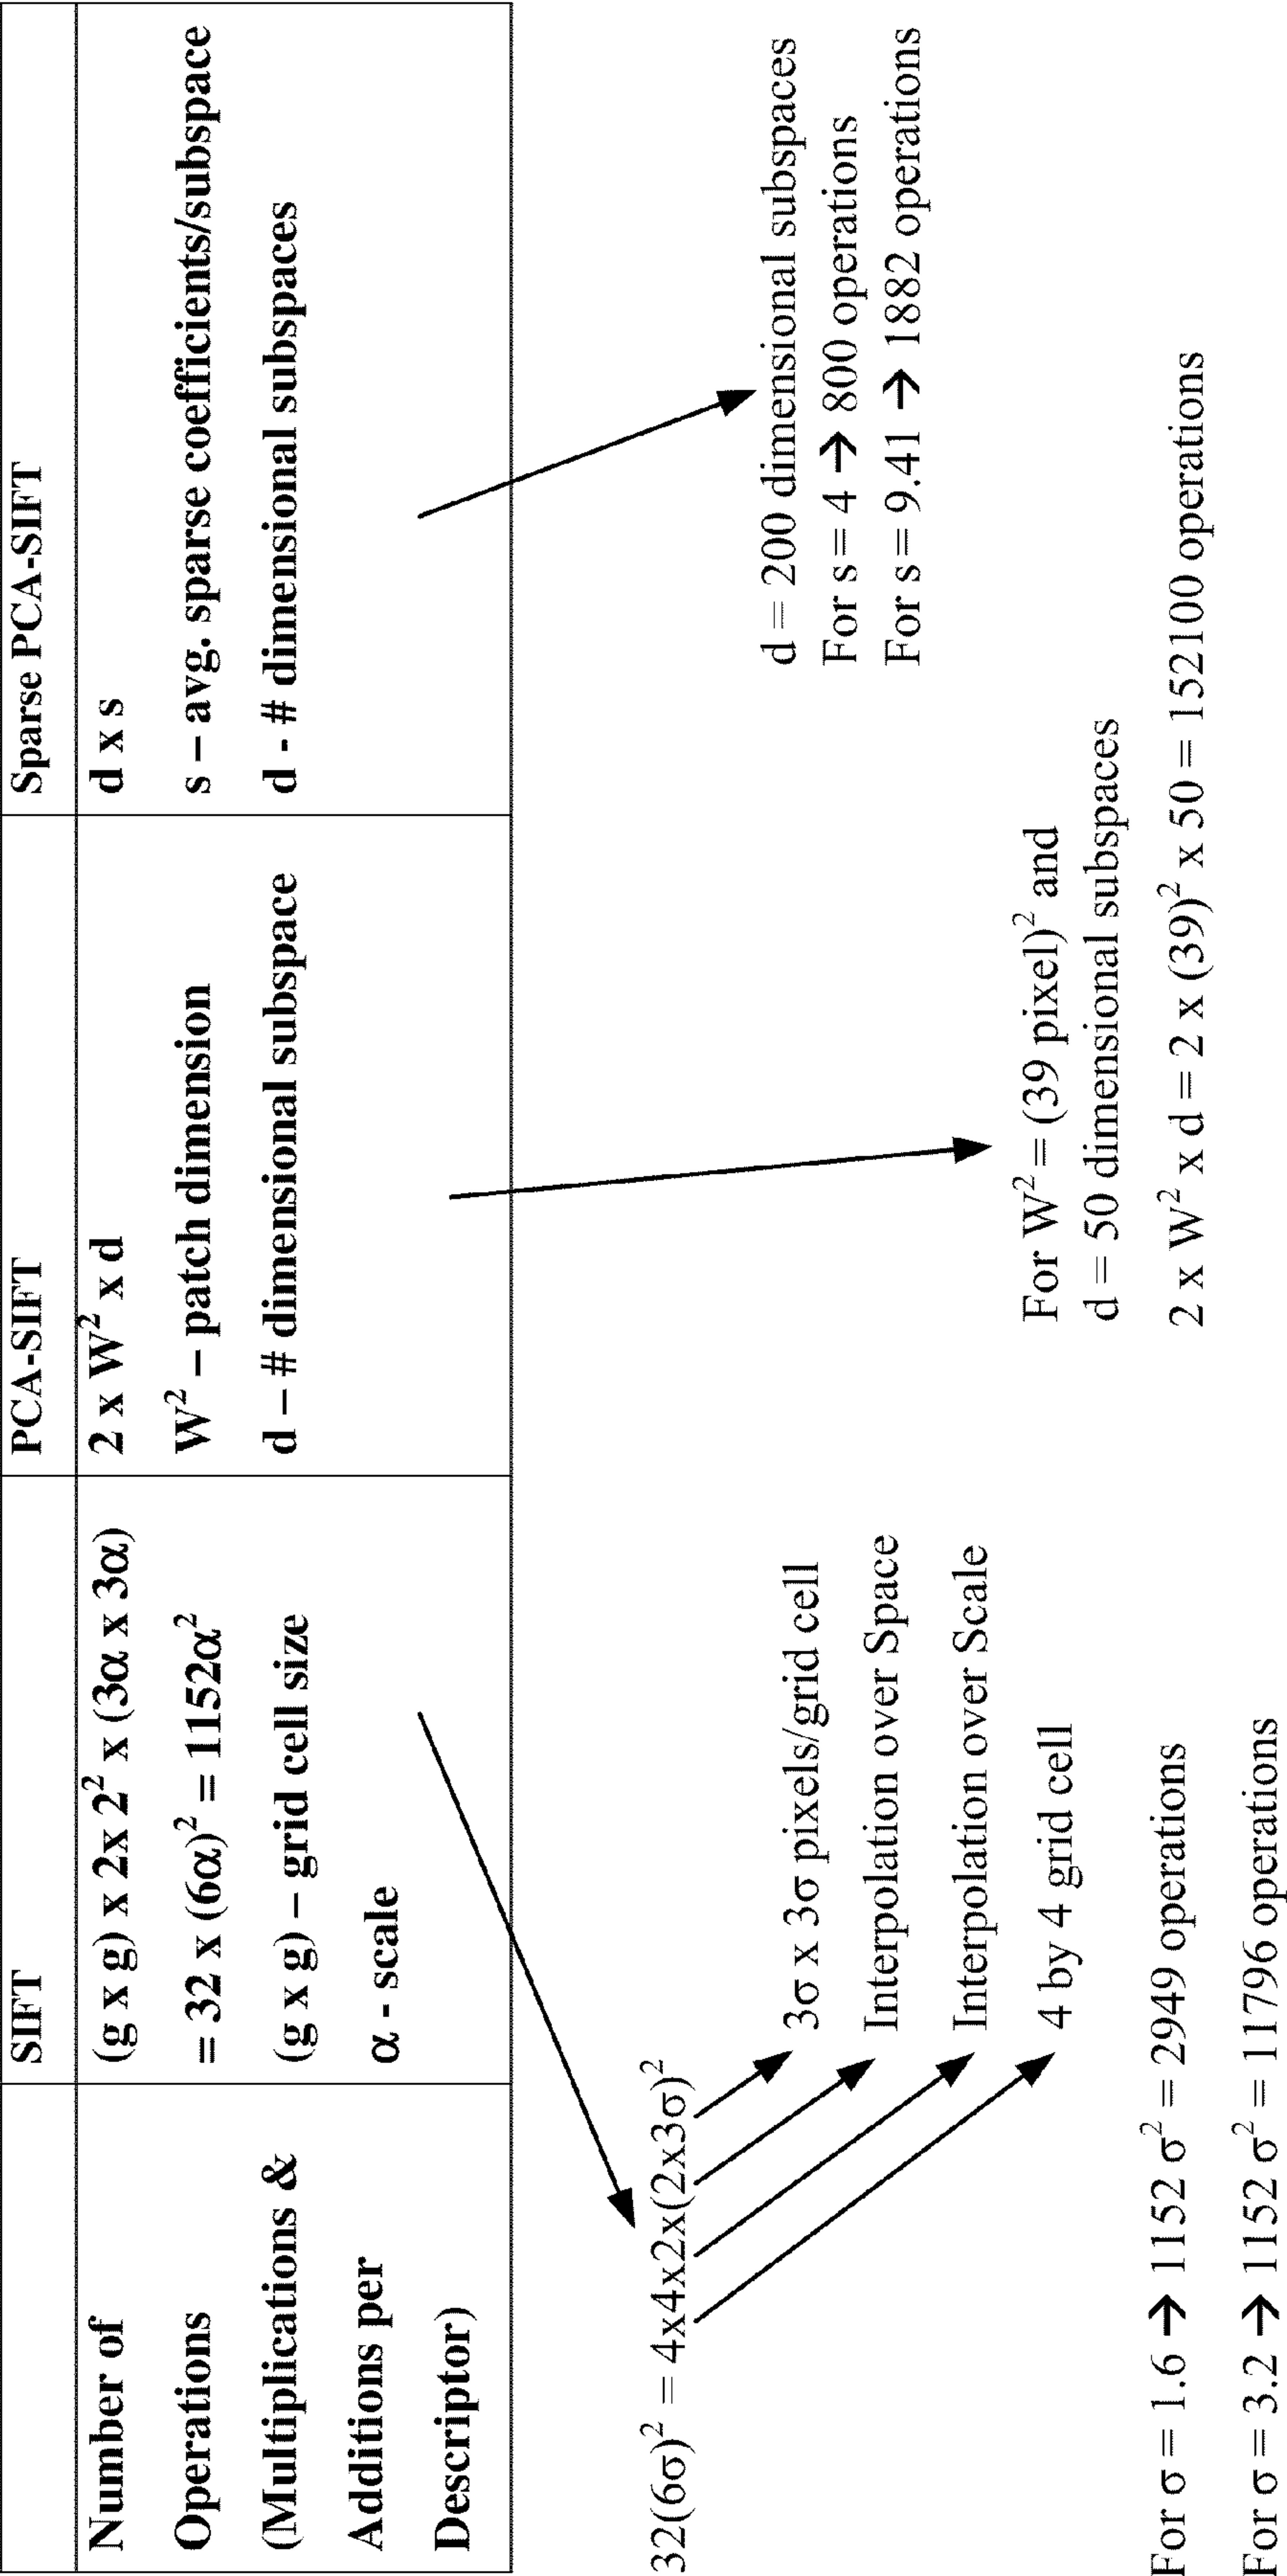 SIFT
PCA-SIFT
Sparse PCA-SIFT
Number of
Operations
(Multiplications &
Additions per
Descriptor)
(g x g) x 2x 2² x (3α x 3α)
= 32 x (6α)² = 1152α²
(g x g) – grid cell size
α - scale
2 x W² x d
W² – patch dimension
d – # dimensional subspace
d x s
s – avg. sparse coefficients/subspace
d - # dimensional subspaces
32(6σ)² = 4x4x2x(2x3σ)²
3σ x 3σ pixels/grid cell
Interpolation over Space
Interpolation over Scale
4 by 4 grid cell
For σ = 1.6 → 1152 σ² = 2949 operations
For σ = 3.2 → 1152 σ² = 11796 operations
For W² = (39 pixel)² and
d = 50 dimensional subspaces
2 x W² x d = 2 x (39)² x 50 = 152100 operations
d = 200 dimensional subspaces
For s = 4 → 800 operations
For s = 9.41 → 1882 operations